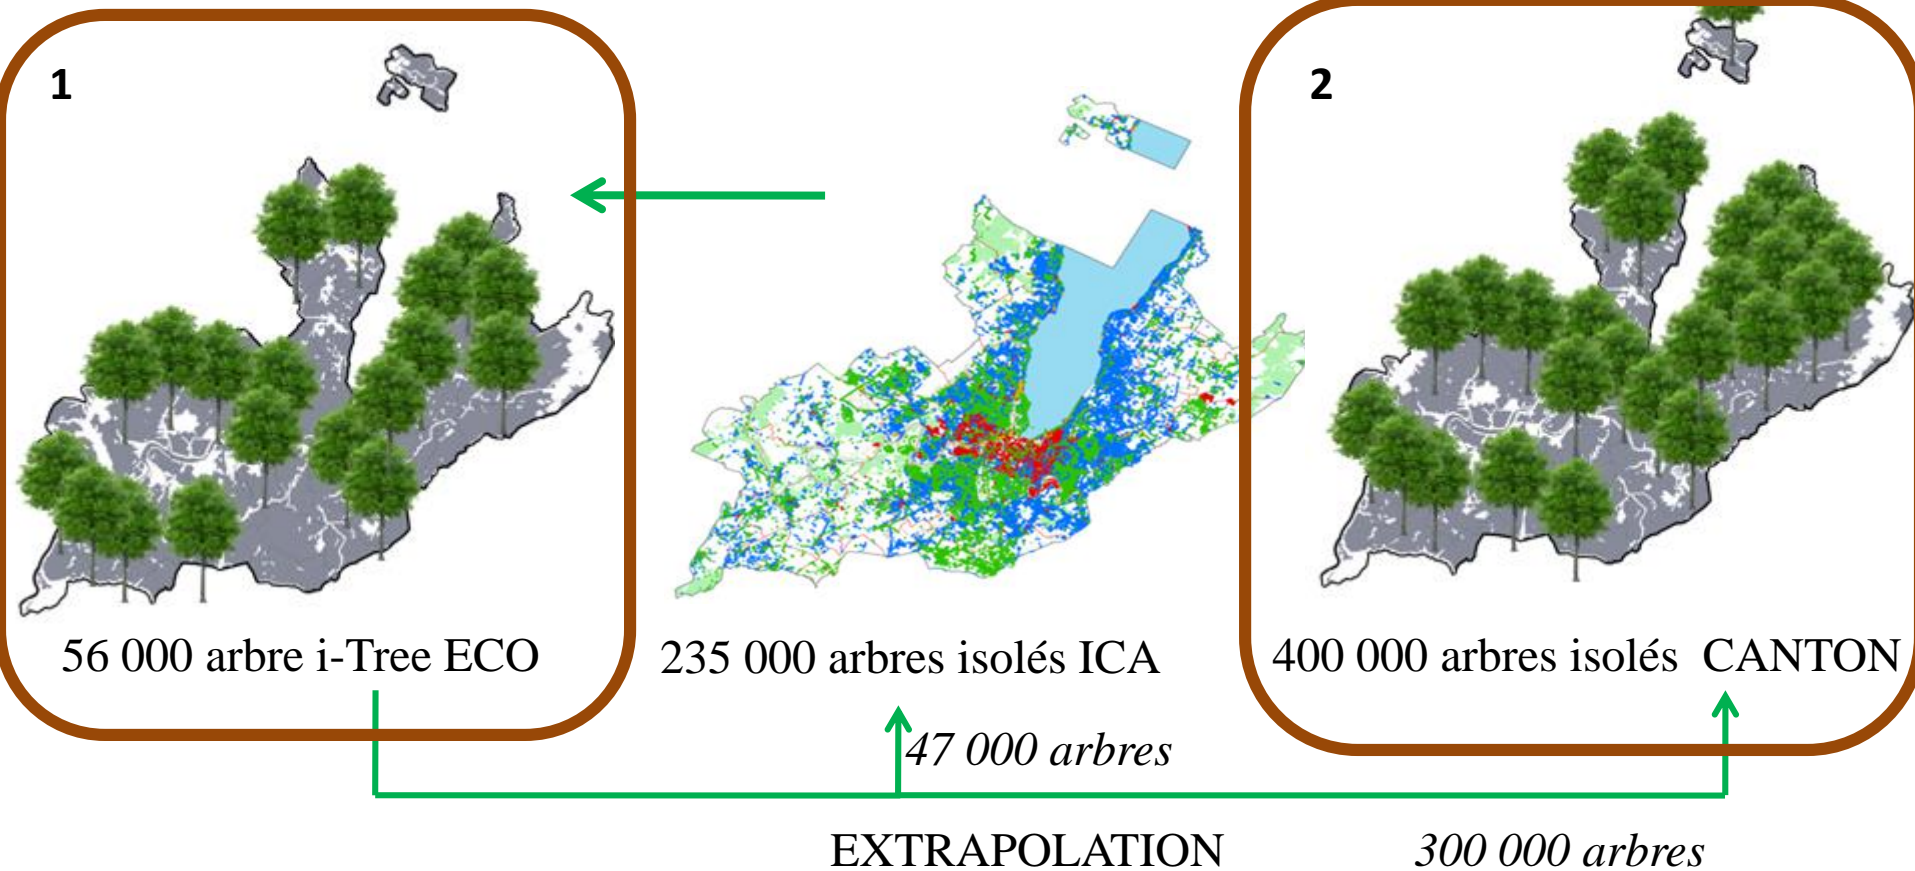 1
2
56 000 arbre i-Tree ECO
235 000 arbres isolés ICA
400 000 arbres isolés CANTON
47 000 arbres
EXTRAPOLATION
300 000 arbres